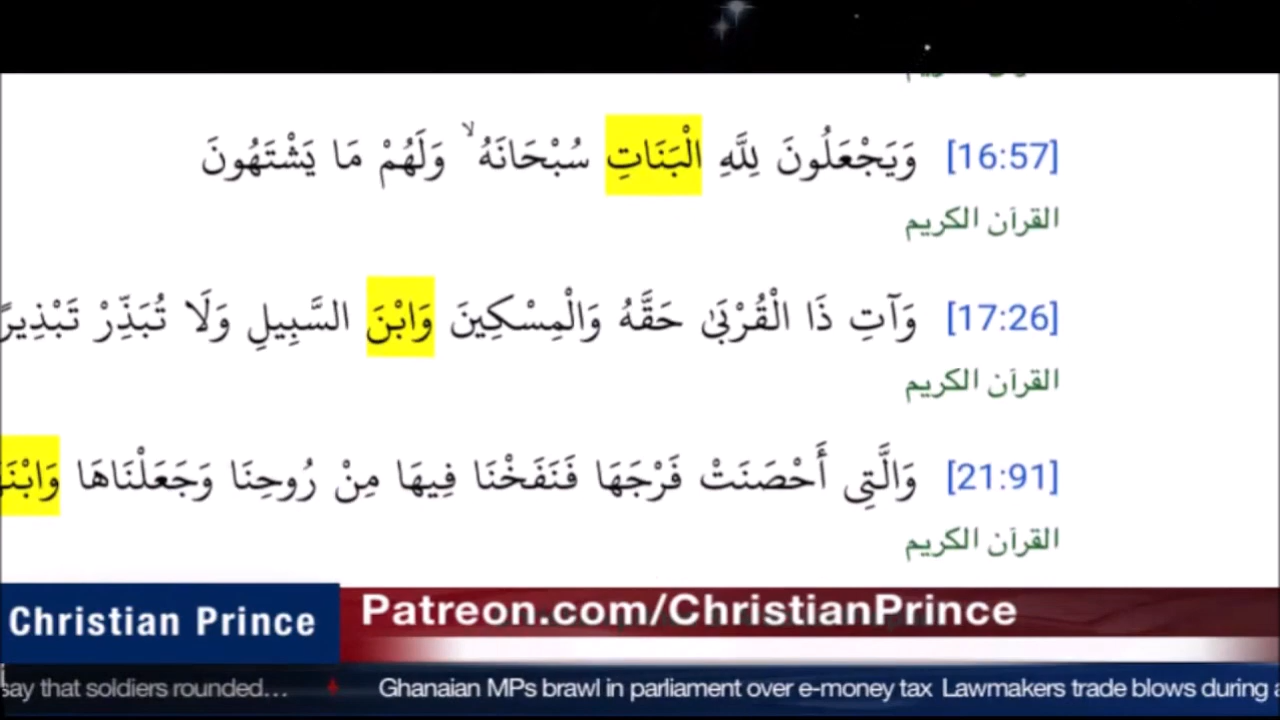 [16:57] وَيَجْعَلُونَ لِلَّهِ الْبَنَاتِ سُبْحَانَهُ ۙ وَلَهُمْ مَا يَشْتَهُونَ
القرآن الكريم
[17:26] وَآتِ ذَا الْقُرْبَىٰ حَقَّهُ وَالْمِسْكِينَ وَابْنَ السَّبِيلِ وَلَا تُبَذِّرْ تَبْذِيرً
القرآن الكريم
[21:91] وَالَّتِي أَحْصَنَتْ فَرْجَهَا فَنَفَخْنَا فِيهَا مِنْ رُوحِنَا وَجَعَلْنَاهَا وَابْنَ
القرآن الكريم
Christian Prince
Patreon.com/ChristianPrince
say that soldiers rounded... Ghanaian MPs brawl in parliament over e-money tax Lawmakers trade blows during a